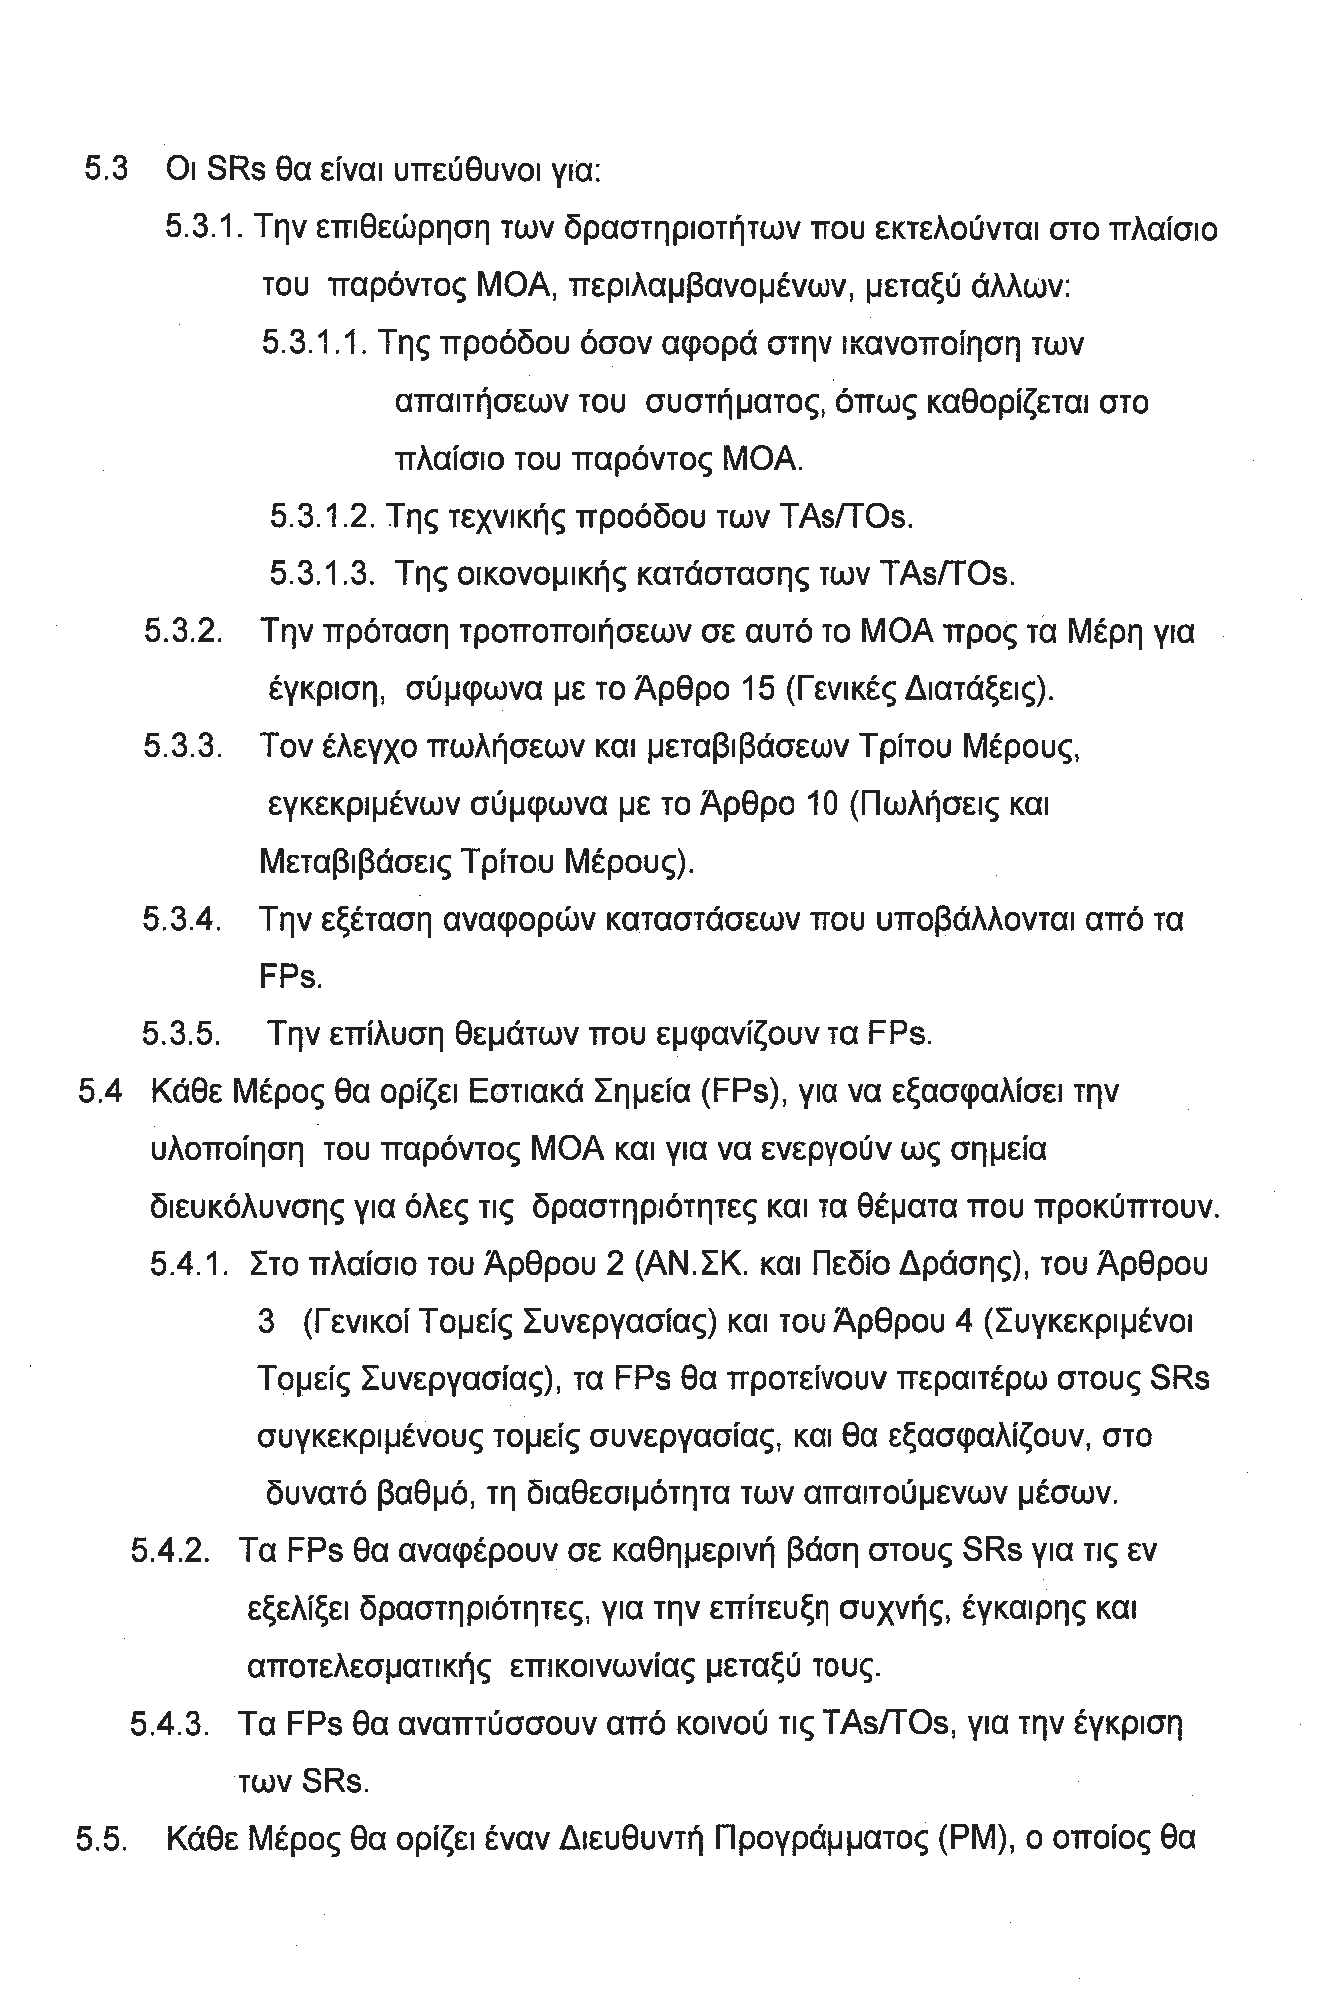 5.3 Οι SRs θα είναι υπεύθυνοι για:
5.3.1. Την επιθεώρηση των δραστηριοτήτων που εκτελούνται στο πλαίσιο
του παρόντος ΜΟΑ, περιλαμβανομένων, μεταξύ άλλων:
5.3.1.1. Της προόδου όσον αφορά στην ικανοποίηση των
απαιτήσεων του συστήματος, όπως καθορίζεται στο
πλαίσιο του παρόντος ΜΟΑ.
5.3.1.2. Της τεχνικής προόδου των TAs/TOs.
5.3.1.3. Της οικονομικής κατάστασης των TAs/TOs.
5.3.2. Την πρόταση τροποποιήσεων σε αυτό το ΜΟΑ προς τα Μέρη για
έγκριση, σύμφωνα με το Άρθρο 15 (Γενικές Διατάξεις).
5.3.3. Τον έλεγχο πωλήσεων και μεταβιβάσεων Τρίτου Μέρους,
εγκεκριμένων σύμφωνα με το Άρθρο 10 (Πωλήσεις και
Μεταβιβάσεις Τρίτου Μέρους).
5.3.4. Την εξέταση αναφορών καταστάσεων που υποβάλλονται από τα
FPs.
5.3.5. Την επίλυση θεμάτων που εμφανίζουν τα FPs.
5.4 Κάθε Μέρος θα ορίζει Εστιακά Σημεία (FPs), για να εξασφαλίσει την
υλοποίηση του παρόντος ΜΟΑ και για να ενεργούν ως σημεία
διευκόλυνσης για όλες τις δραστηριότητες και τα θέματα που προκύπτουν.
5.4.1. Στο πλαίσιο του Άρθρου 2 (ΑΝ.ΣΚ. και Πεδίο Δράσης), του Άρθρου
3 (Γενικοί Τομείς Συνεργασίας) και του Άρθρου 4 (Συγκεκριμένοι
Τομείς Συνεργασίας), τα FPs θα προτείνουν περαιτέρω στους SRs
συγκεκριμένους τομείς συνεργασίας, και θα εξασφαλίζουν, στο
δυνατό βαθμό, τη διαθεσιμότητα των απαιτούμενων μέσων.
5.4.2. Τα FPs θα αναφέρουν σε καθημερινή βάση στους SRs για τις εν
εξελίξει δραστηριότητες, για την επίτευξη συχνής, έγκαιρης και
αποτελεσματικής επικοινωνίας μεταξύ τους.
5.4.3. Τα FPs θα αναπτύσσουν από κοινού τις TAs/TOs, για την έγκριση
των SRs.
5.5. Κάθε Μέρος θα ορίζει έναν Διευθυντή Προγράμματος (PM), ο οποίος θα